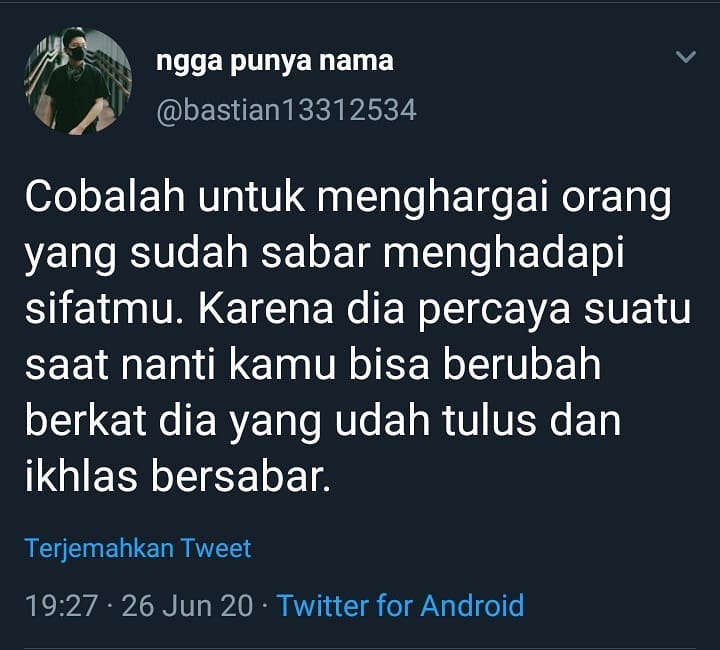 ngga punya nama
@bastian13312534
Cobalah untuk menghargai orang
yang sudah sabar menghadapi
sifatmu. Karena dia percaya suatu
saat nanti kamu bisa berubah
berkat dia yang udah tulus dan
ikhlas bersabar.
Terjemahkan Tweet
19:27 · 26 Jun 20 · Twitter for Android